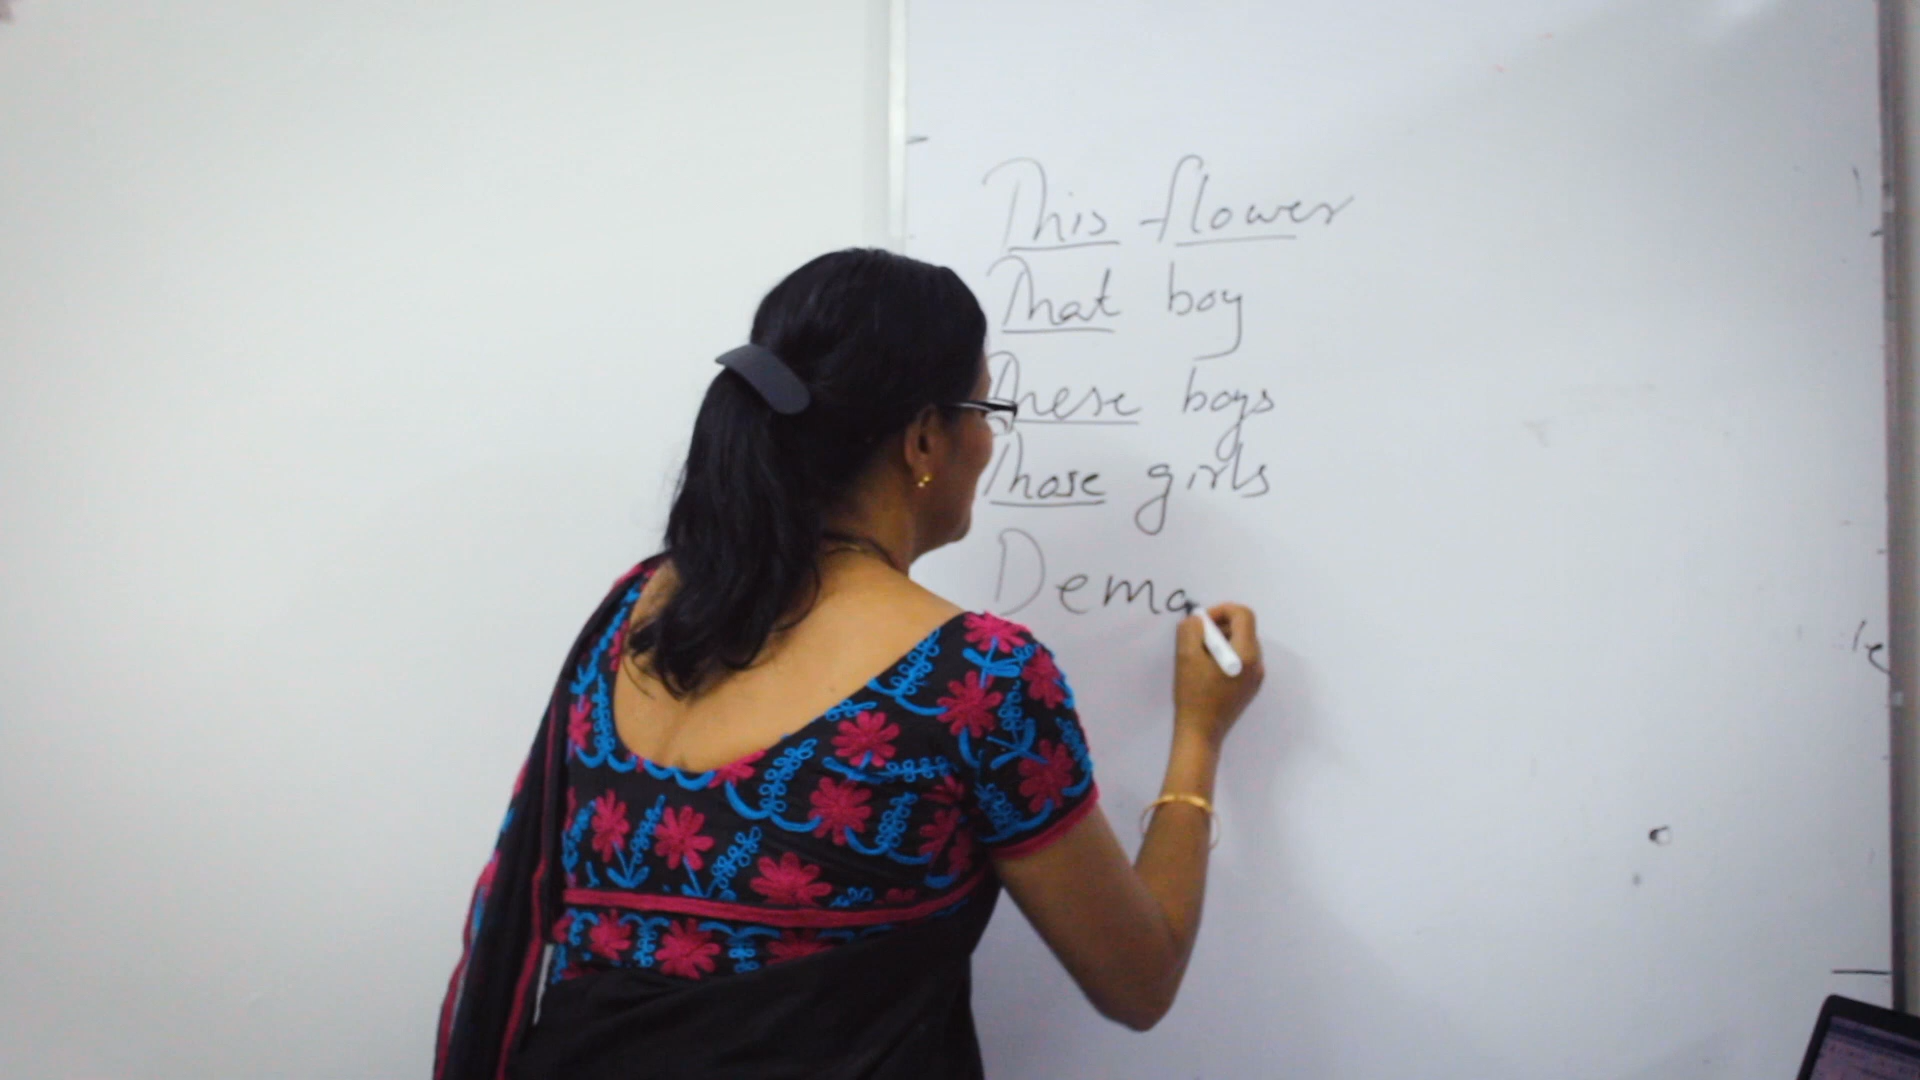 This flower
That boy
These boys
Those girls
Dema